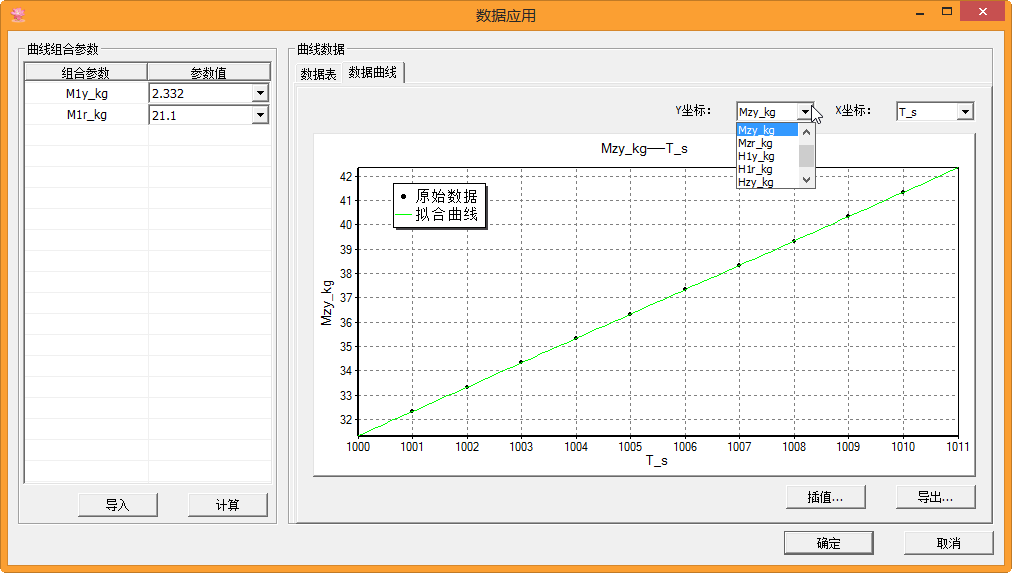 数据应用
曲线组合参数
组合参数 参数值
M1y_kg 2.332
M1r_kg 21.1
导入 计算
曲线数据
数据表 数据曲线
Y坐标: Mzy_kg X坐标: T_s
Mzy_kg
Mzr_kg
H1y_kg
H1r_kg
Hzy_kg
Mzy_kg──T_s
原始数据
拟合曲线
Mzy_kg
42
41
40
39
38
37
36
35
34
33
32
1000 1001 1002 1003 1004 1005 1006 1007 1008 1009 1010 1011
T_s
插值... 导出...
确定 取消